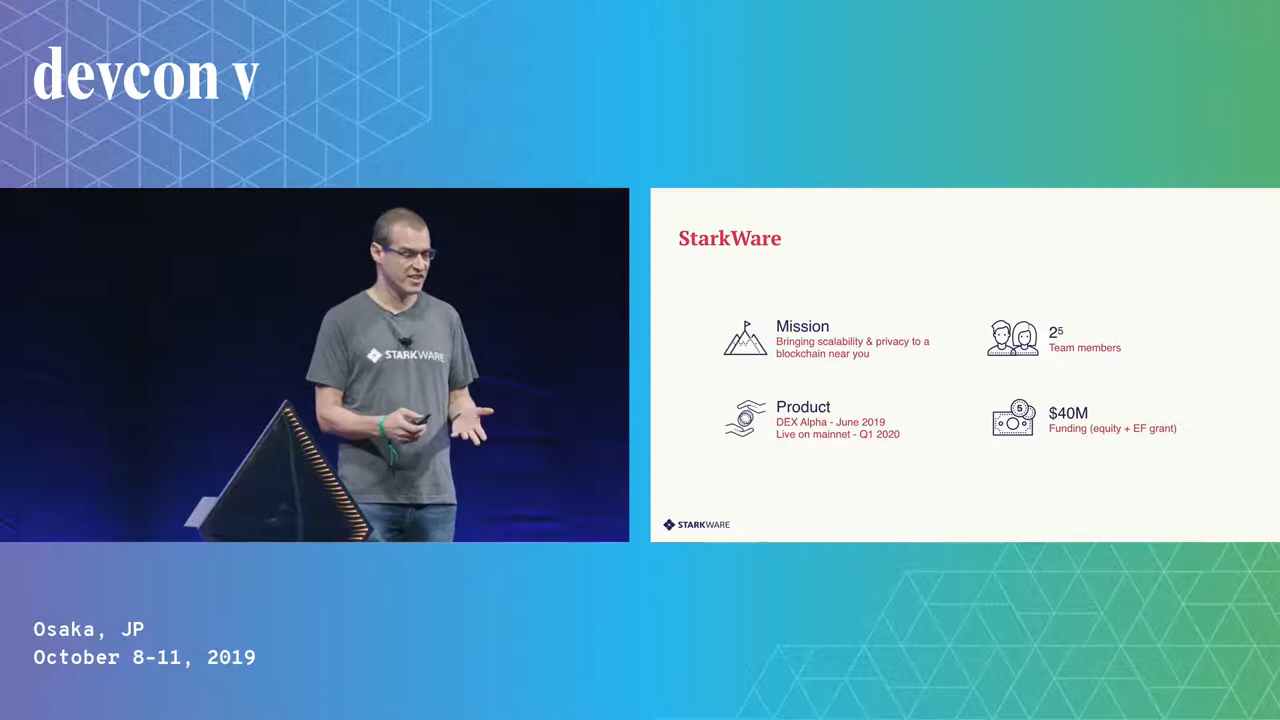 devcon v
STARKWARE
StarkWare
Mission
Bringing scalability & privacy to a
blockchain near you
2⁵
Team members
Product
DEX Alpha - June 2019
Live on mainnet - Q1 2020
5
$40M
Funding (equity + EF grant)
STARKWARE
Osaka, JP
October 8-11, 2019